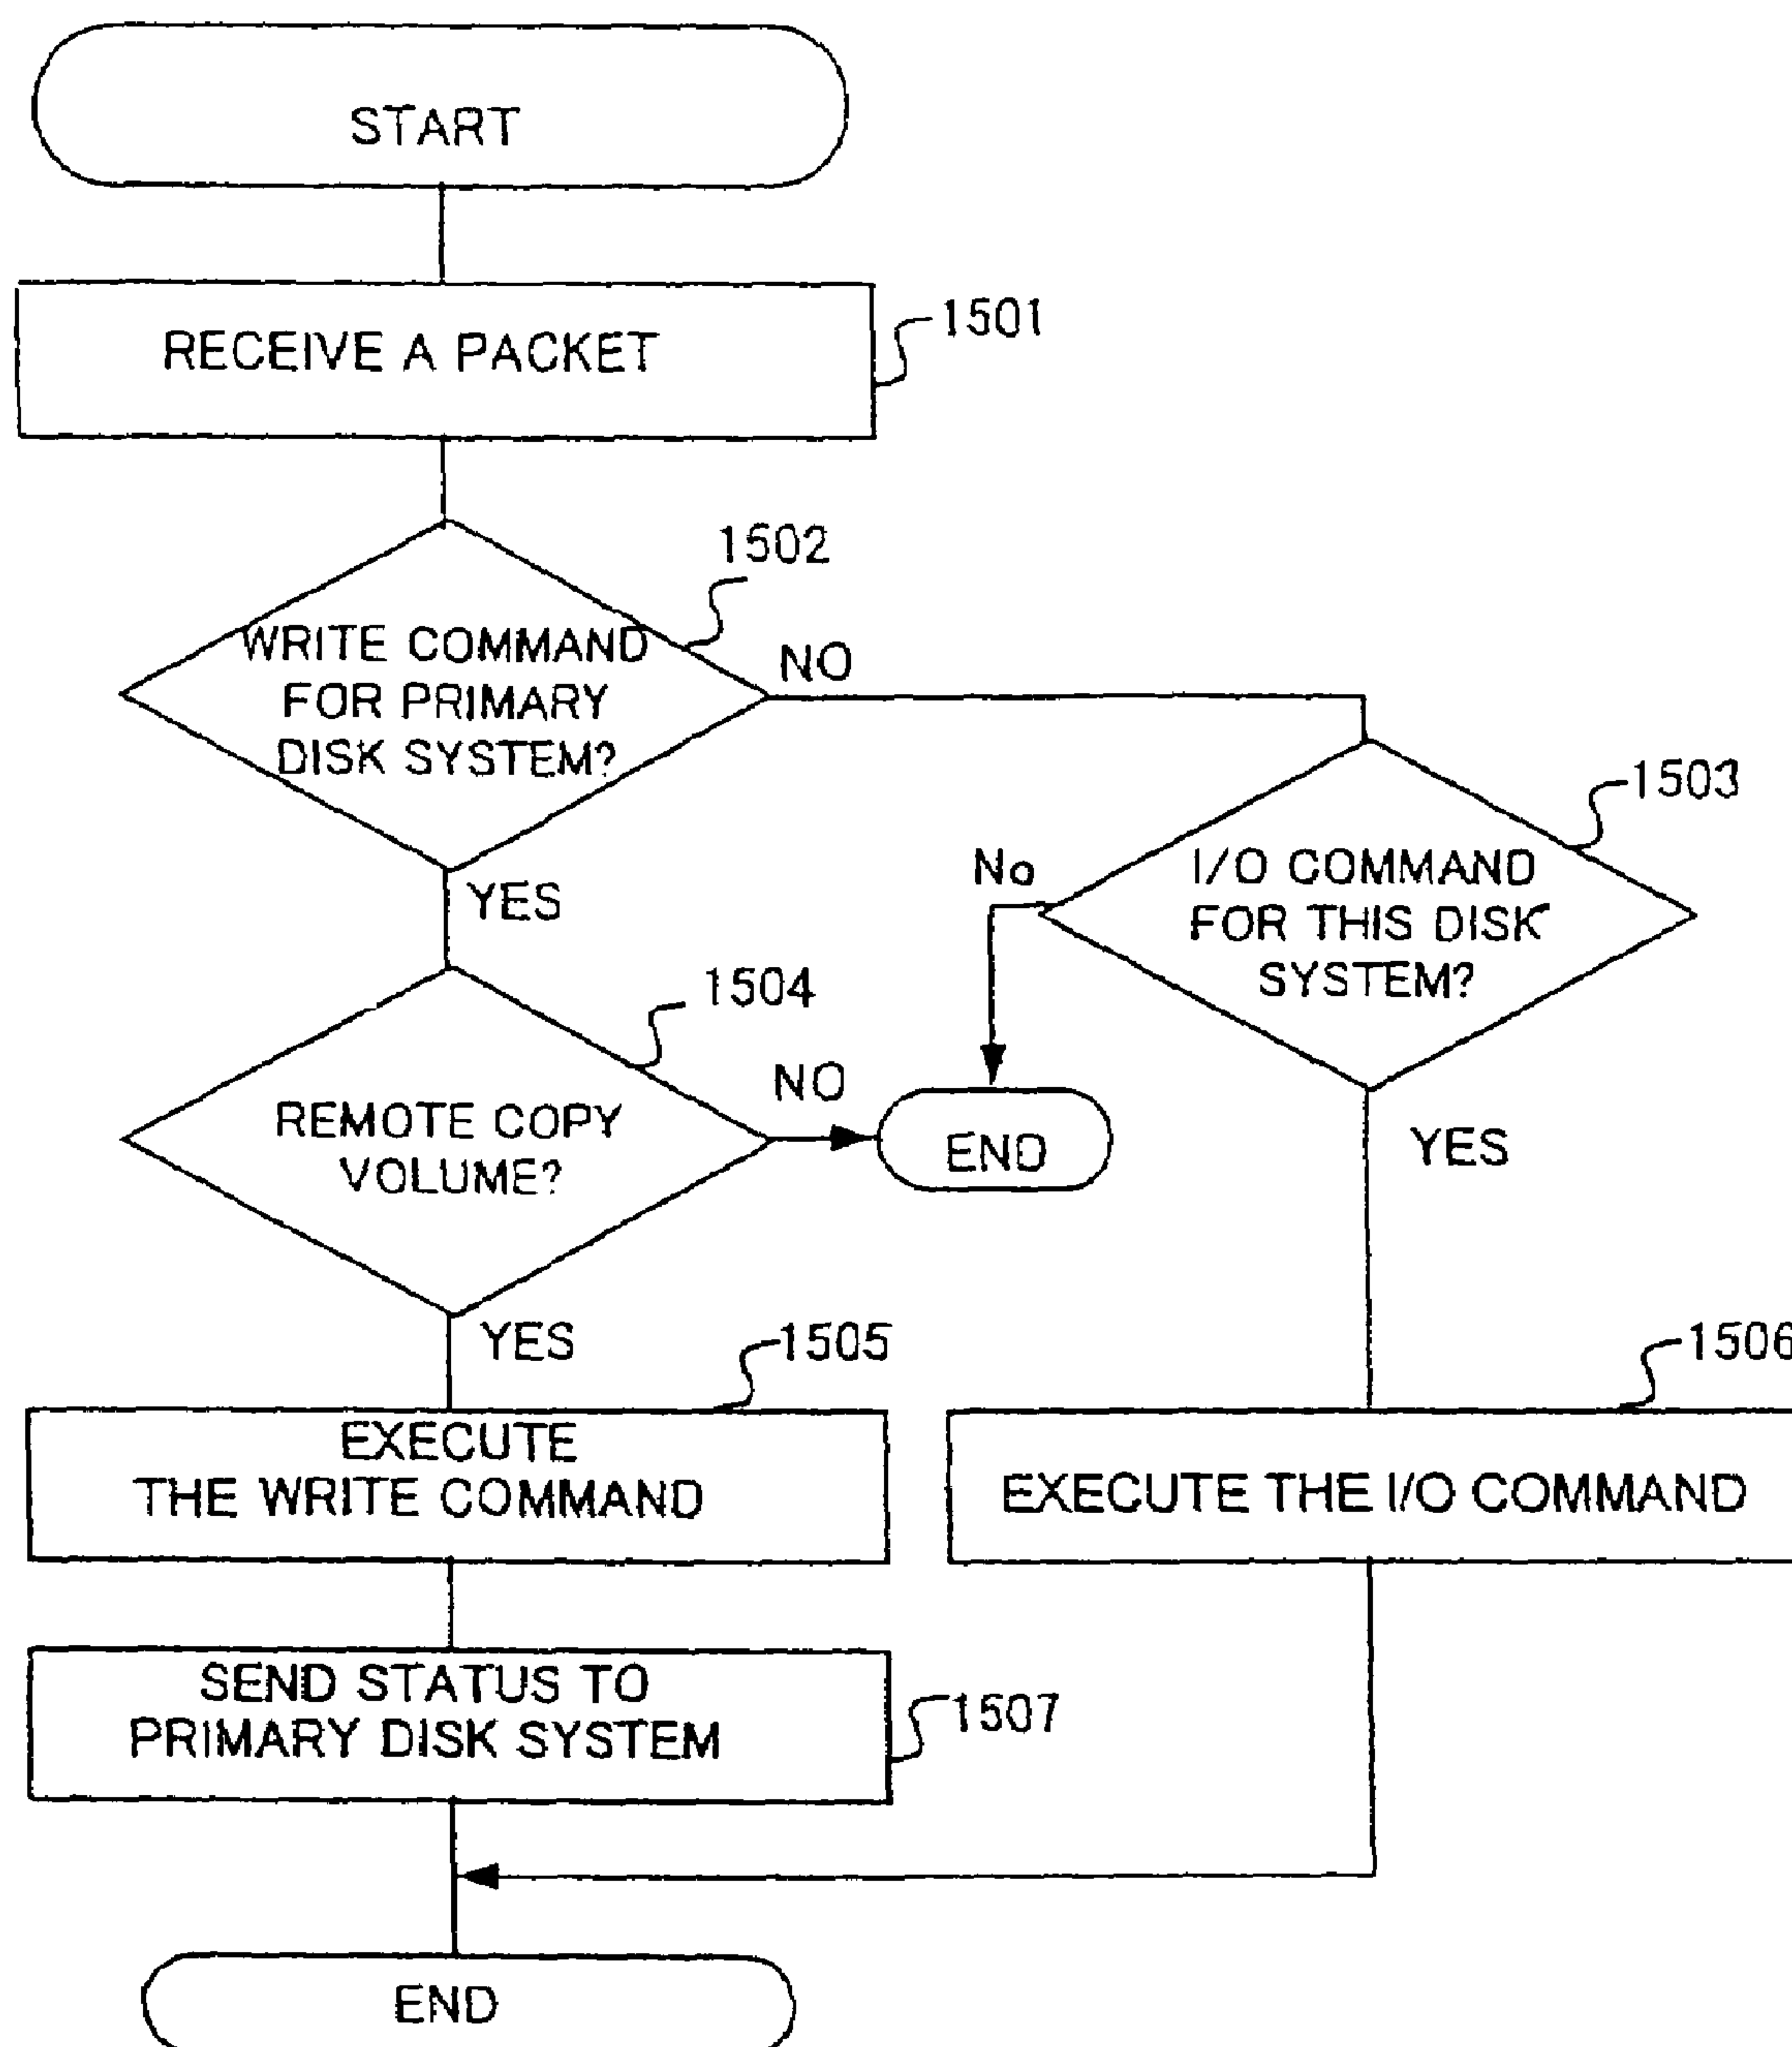 START
RECEIVE A PACKET
1501
1502
WRITE COMMAND
FOR PRIMARY
DISK SYSTEM?
NO
YES
1503
I/O COMMAND
FOR THIS DISK
SYSTEM?
No
YES
1504
REMOTE COPY
VOLUME?
NO
END
YES
1505
EXECUTE
THE WRITE COMMAND
1506
EXECUTE THE I/O COMMAND
SEND STATUS TO
PRIMARY DISK SYSTEM
1507
END